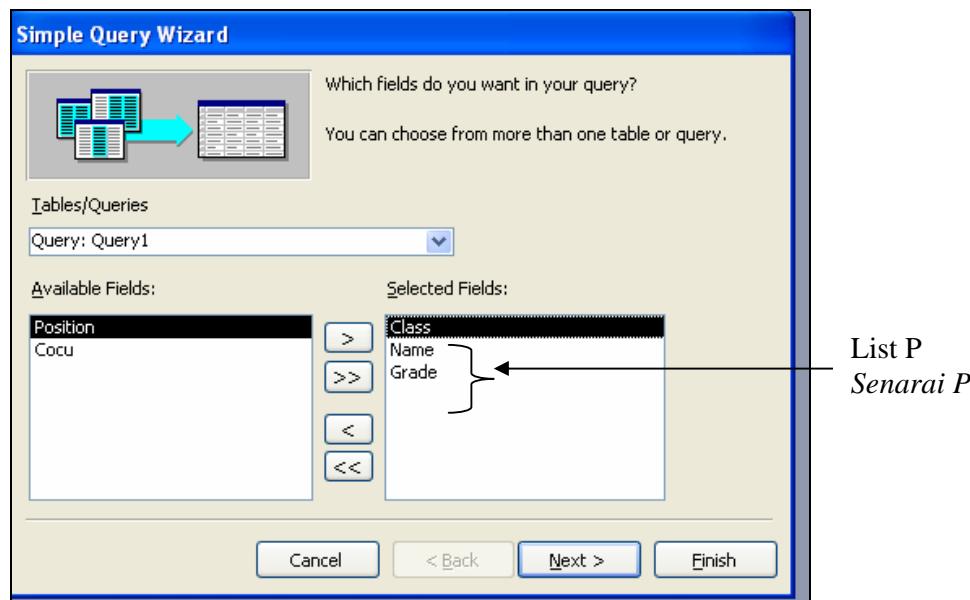 Simple Query Wizard
Which fields do you want in your query?
You can choose from more than one table or query.
Tables/Queries
Query: Query1
Available Fields:
Selected Fields:
Position
Cocu
>
>>
<
<<
Class
Name
Grade
List P
Senarai P
Cancel
< Back
Next >
Finish